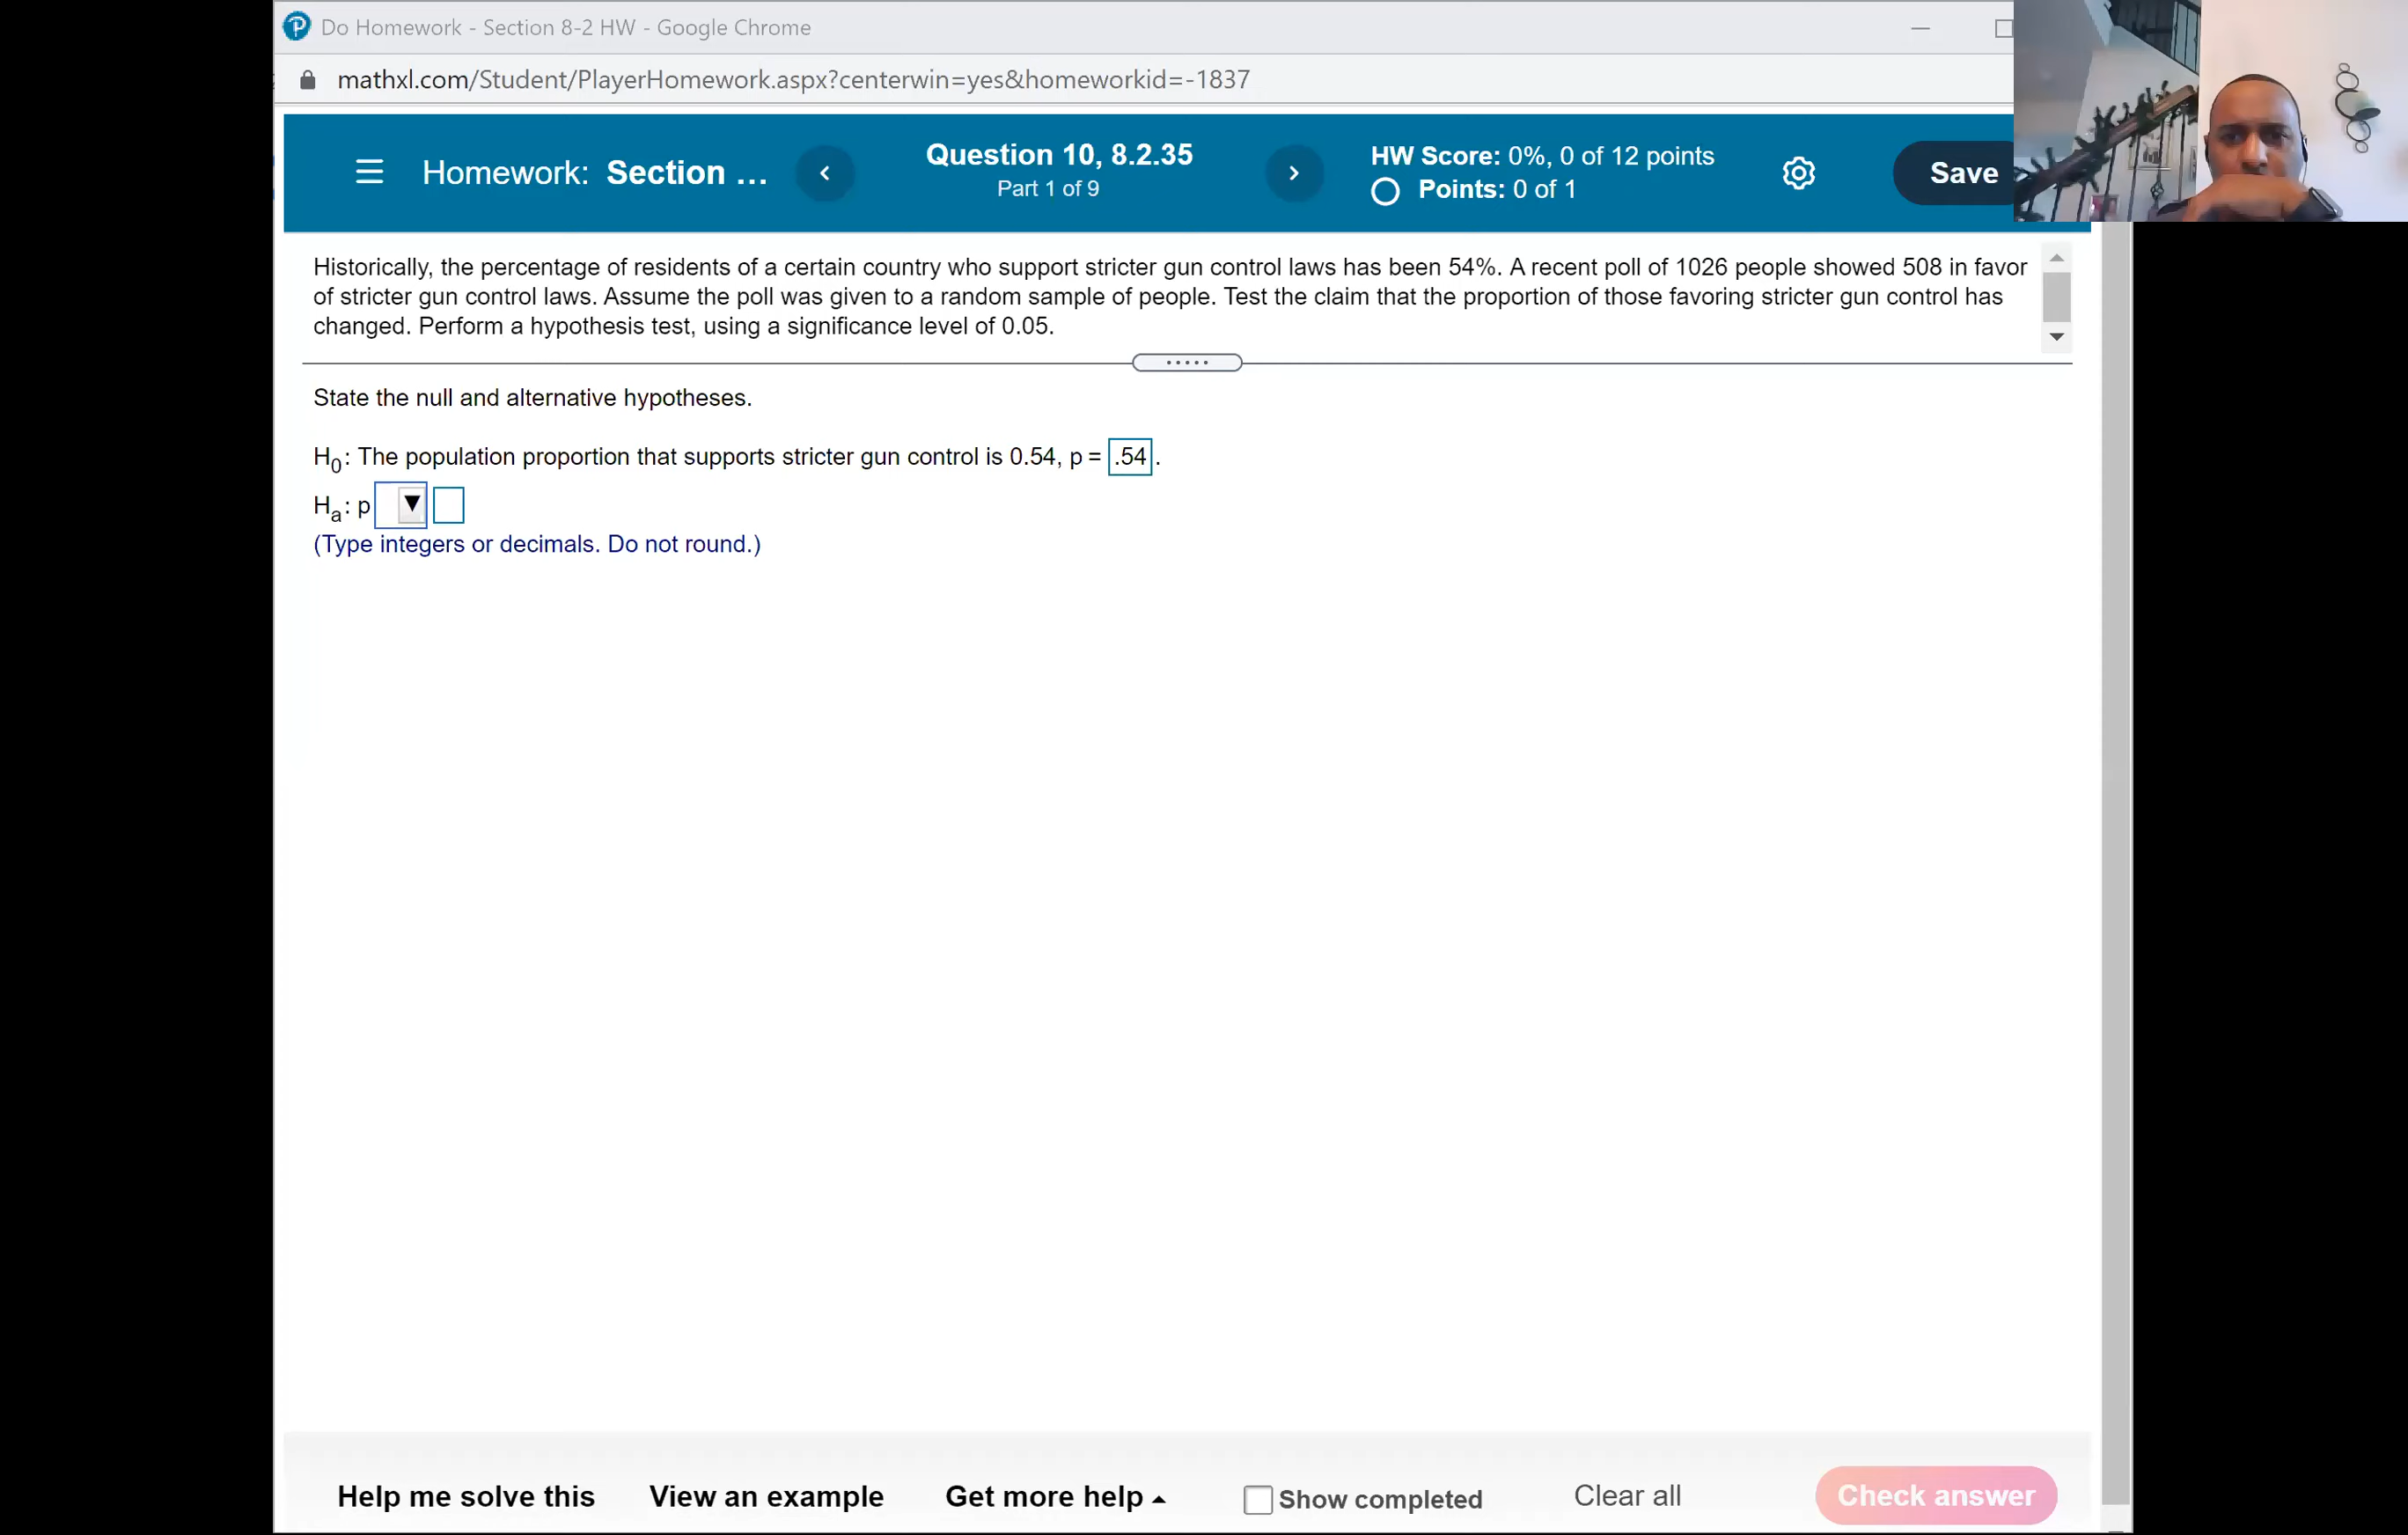 Do Homework - Section 8-2 HW - Google Chrome
mathxl.com/Student/PlayerHomework.aspx?centerwin=yes&homeworkid=-1837
Homework: Section ...
Question 10, 8.2.35
Part 1 of 9
HW Score: 0%, 0 of 12 points
Points: 0 of 1
Save
Historically, the percentage of residents of a certain country who support stricter gun control laws has been 54%. A recent poll of 1026 people showed 508 in favor
of stricter gun control laws. Assume the poll was given to a random sample of people. Test the claim that the proportion of those favoring stricter gun control has
changed. Perform a hypothesis test, using a significance level of 0.05.
State the null and alternative hypotheses.
H0: The population proportion that supports stricter gun control is 0.54, p = .54.
Ha: p
(Type integers or decimals. Do not round.)
Help me solve this
View an example
Get more help
Show completed
Clear all
Check answer